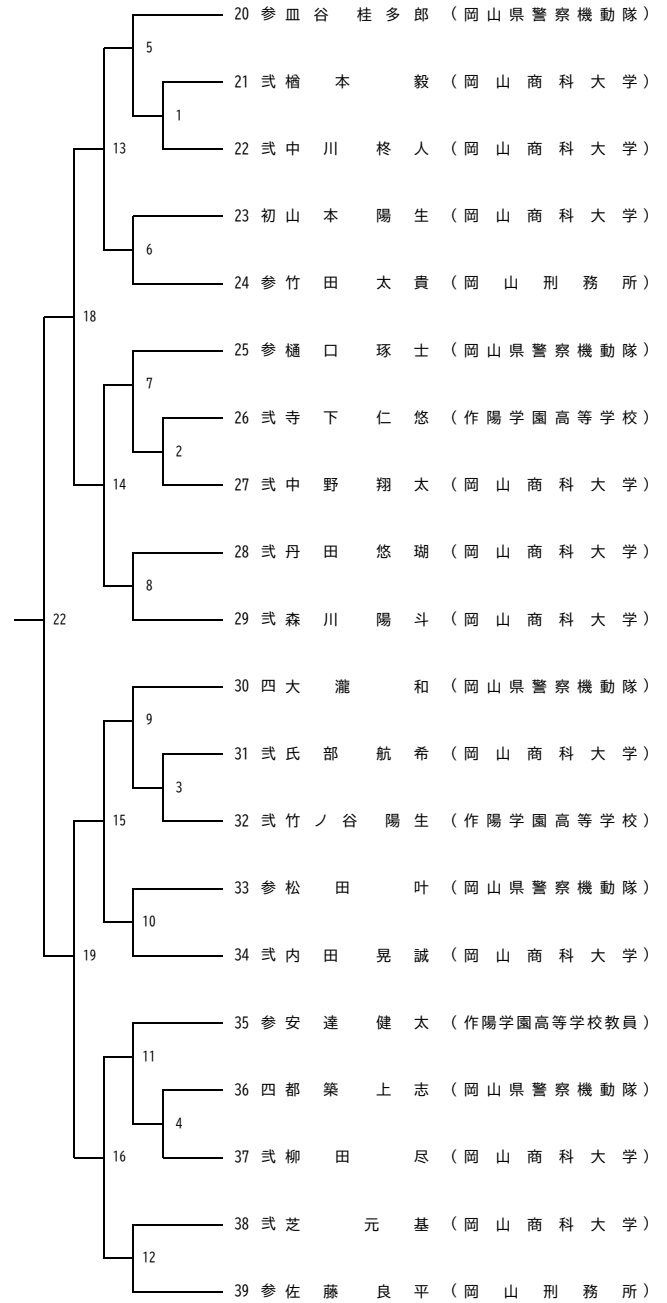 20 参 皿谷 桂多郎 (岡山県警察機動隊)
5
21 弐 楢本 毅 (岡山商科大学)
1
22 弐 中川 柊人 (岡山商科大学)
13
23 初 山本 陽生 (岡山商科大学)
6
24 参 竹田 太貴 (岡山刑務所)
18
25 参 樋口 琢士 (岡山県警察機動隊)
7
26 弐 寺下 仁悠 (作陽学園高等学校)
2
27 弐 中野 翔太 (岡山商科大学)
14
28 弐 丹田 悠瑚 (岡山商科大学)
8
29 弐 森川 陽斗 (岡山商科大学)
22
30 四 大瀧 和 (岡山県警察機動隊)
9
31 弐 氏部 航希 (岡山商科大学)
3
32 弐 竹ノ谷 陽生 (作陽学園高等学校)
15
33 参 松田 叶 (岡山県警察機動隊)
10
34 弐 内田 晃誠 (岡山商科大学)
19
35 参 安達 健太 (作陽学園高等学校教員)
11
36 四 都築 上志 (岡山県警察機動隊)
4
37 弐 柳田 尽 (岡山商科大学)
16
38 弐 芝 元基 (岡山商科大学)
12
39 参 佐藤 良平 (岡山刑務所)